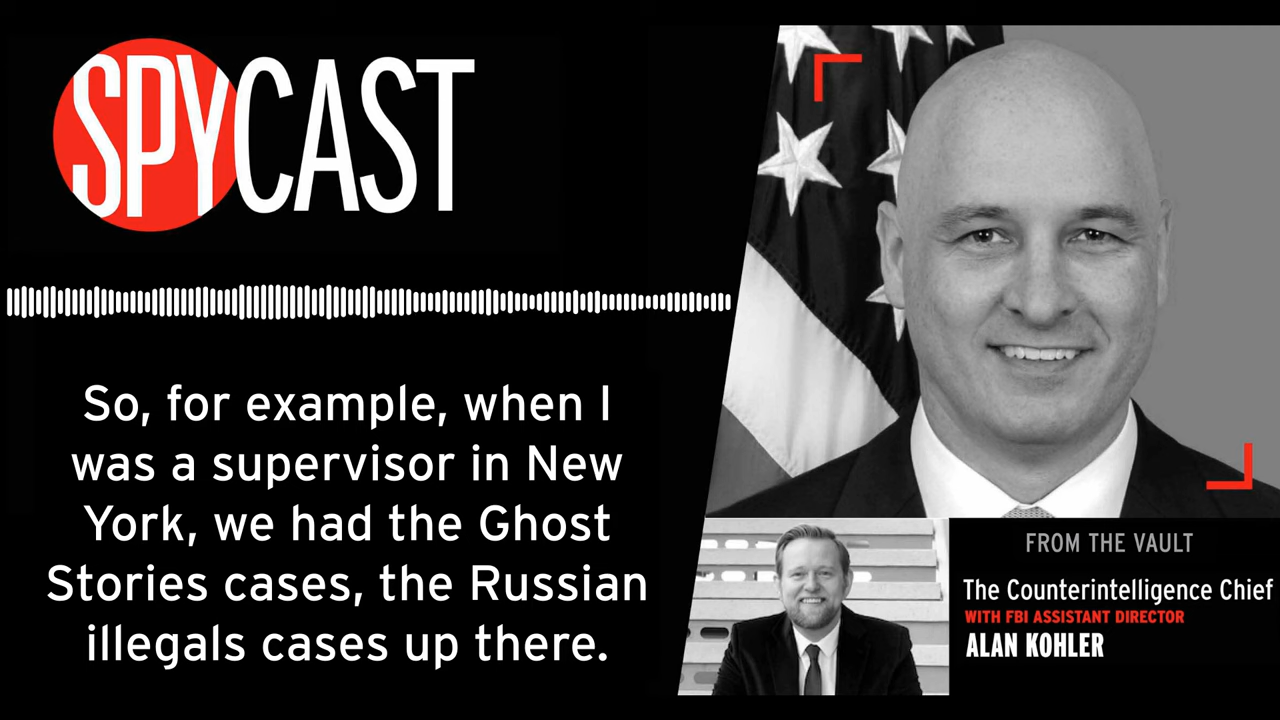 SPYCAST
So, for example, when I
was a supervisor in New
York, we had the Ghost
Stories cases, the Russian
illegals cases up there.
FROM THE VAULT
The Counterintelligence Chief
WITH FBI ASSISTANT DIRECTOR
ALAN KOHLER